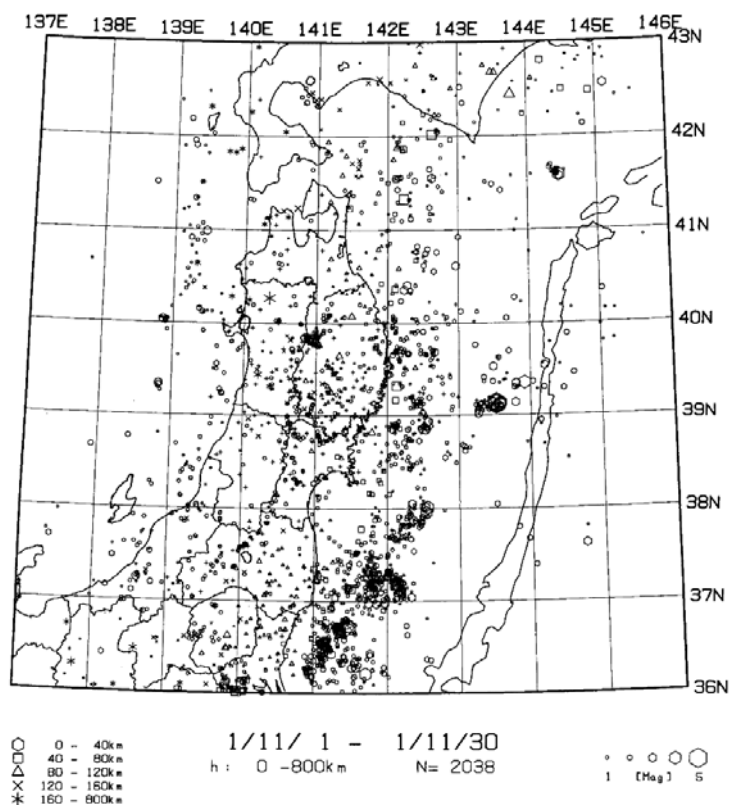 137E 138E 139E 140E 141E 142E 143E 144E 145E 146E
43N
42N
41N
40N
39N
38N
37N
36N
0 - 40km
40 - 80km
80 - 120km
120 - 160km
160 - 800km
1/11/ 1 - 1/11/30
h: 0 -800km N= 2038
1 [Mag] 5